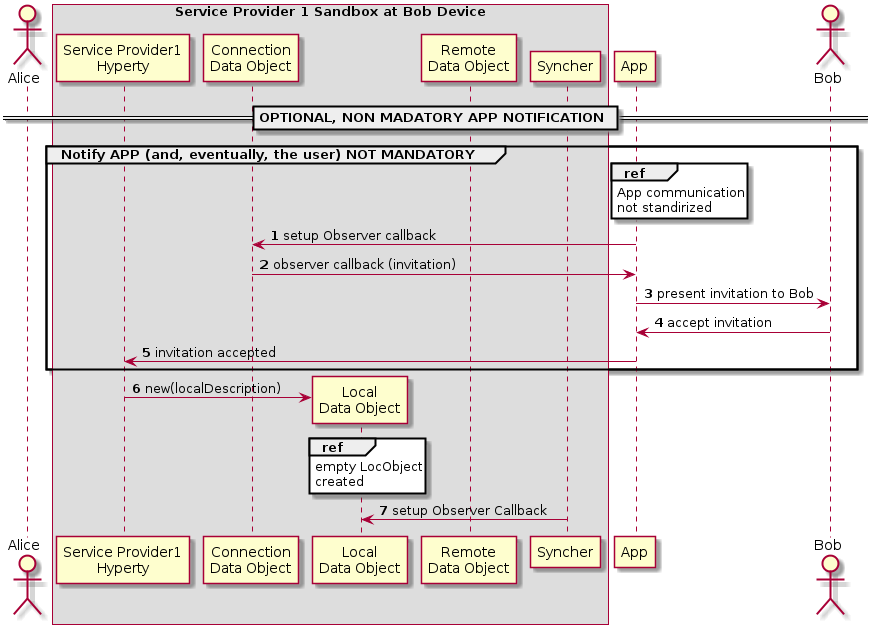 Service Provider 1 Sandbox at Bob Device
Alice
Service Provider1
Hyperty
Connection
Data Object
Remote
Data Object
Syncher
App
Bob
OPTIONAL, NON MADATORY APP NOTIFICATION
Notify APP (and, eventually, the user) NOT MANDATORY
ref
App communication
not standirized
1 setup Observer callback
2 observer callback (invitation)
3 present invitation to Bob
4 accept invitation
5 invitation accepted
6 new(localDescription)
Local
Data Object
ref
empty LocObject
created
7 setup Observer Callback
Alice
Service Provider1
Hyperty
Connection
Data Object
Local
Data Object
Remote
Data Object
Syncher
App
Bob